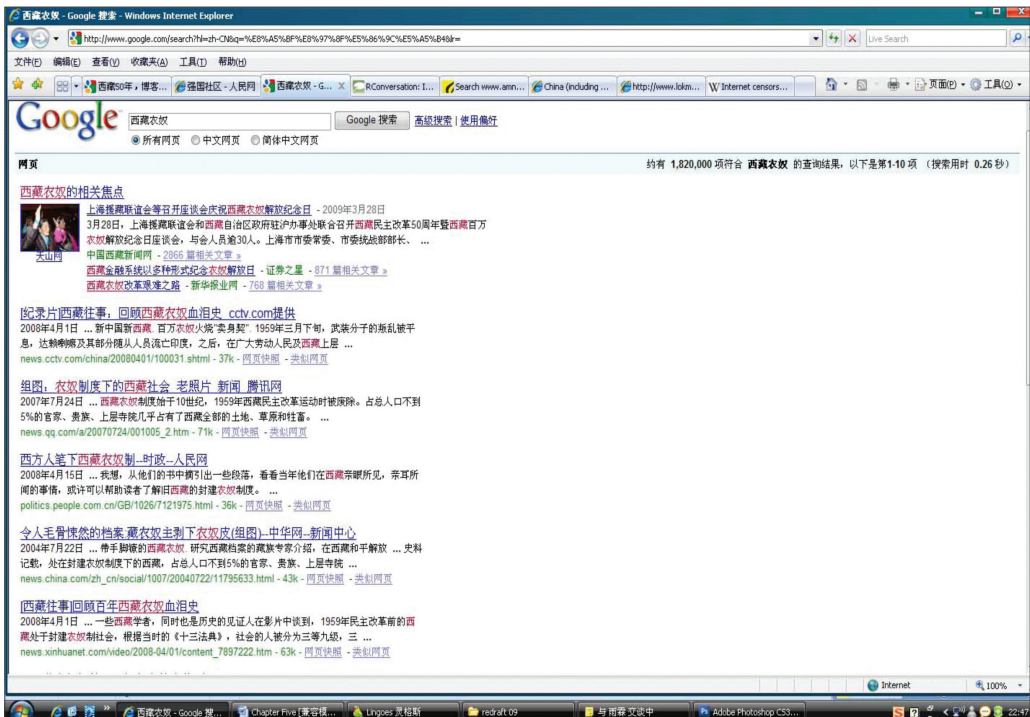 西藏农奴 - Google 搜索 - Windows Internet Explorer
http://www.google.com/search?hl=zh-CN&q=%E8%A5%BF%E8%97%8F%E5%86%9C%E5%A5%B4&lr=
Live Search
文件(F) 编辑(E) 查看(V) 收藏夹(A) 工具(T) 帮助(H)
西藏50年，博客... 强国社区 - 人民网 西藏农奴 - G... X RConversation: I... Search www.amn... China (including ... http://www.lokm... Internet censors... 页面(P) 工具(O)
Google 西藏农奴 Google 搜索 高级搜索 | 使用偏好
所有网页 中文网页 简体中文网页
网页 约有 1,820,000 项符合 西藏农奴 的查询结果，以下是第1-10 项 （搜索用时 0.26 秒）
西藏农奴的相关焦点
上海援藏联谊会等召开座谈会庆祝西藏农奴解放纪念日 - 2009年3月28日
3月28日，上海援藏联谊会和西藏自治区政府驻沪办事处联合召开西藏民主改革50周年暨西藏百万
农奴解放纪念日座谈会，与会人员逾30人。上海市市委常委、市委统战部部长、 ...
天山网
中国西藏新闻网 - 2866 篇相关文章 »
西藏金融系统以多种形式纪念农奴解放日 - 证券之星 - 871 篇相关文章 »
西藏农奴改革艰难之路 - 新华报业网 - 768 篇相关文章 »
[纪录片]西藏往事：回顾西藏农奴血泪史_cctv.com提供
2008年4月1日 ... 新中国新西藏. 百万农奴火烧"卖身契". 1959年三月下旬，武装分子的叛乱被平
息，达赖喇嘛及其部分随从人员流亡印度，之后，在广大劳动人民及西藏上层 ...
news.cctv.com/china/20080401/100031.shtml - 37k - 网页快照 - 类似网页
组图：农奴制度下的西藏社会_老照片_新闻_腾讯网
2007年7月24日 ... 西藏农奴制度始于10世纪，1959年西藏民主改革运动时被废除。占总人口不到
5%的官家、贵族、上层寺院几乎占有了西藏全部的土地、草原和牲畜。 ...
news.qq.com/a/20070724/001005_2.htm - 71k - 网页快照 - 类似网页
西方人笔下西藏农奴制--时政--人民网
2008年4月15日 ... 我想，从他们的书中摘引出一些段落，看看当年他们在西藏亲眼所见，亲耳所
闻的事情，或许可以帮助读者了解旧西藏的封建农奴制度。 ...
politics.people.com.cn/GB/1026/7121975.html - 36k - 网页快照 - 类似网页
令人毛骨悚然的档案:藏农奴主剥下农奴皮(组图)--中华网--新闻中心
2004年7月22日 ... 带手脚镣的西藏农奴. 研究西藏档案的藏族专家介绍，在西藏和平解放 ... 史料
记载，处在封建农奴制度下的西藏，占总人口不到5%的官家、贵族、上层寺院 ...
news.china.com/zh_cn/social/1007/20040722/11795633.html - 43k - 网页快照 - 类似网页
[西藏往事]回顾百年西藏农奴血泪史
2008年4月1日 ... 一些西藏学者，同时也是历史的见证人在影片中谈到，1959年民主改革前的西
藏处于封建农奴制社会，根据当时的《十三法典》，社会的人被分为三等九级，三 ...
news.xinhuanet.com/video/2008-04/01/content_7897222.htm - 63k - 网页快照 - 类似网页
Internet 100%
西藏农奴 - Google 搜... Chapter Five [兼容模... Lingoes 灵格斯 redraft 09 与 雨霖 交谈中 Adobe Photoshop CS3... 22:47